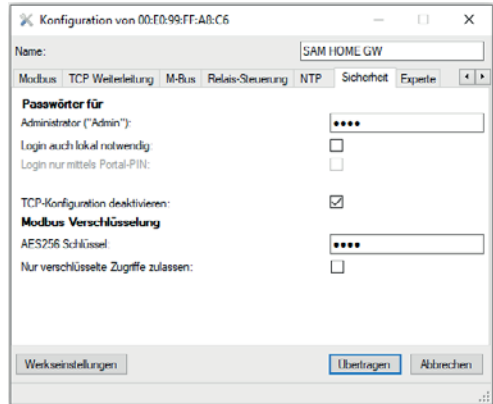 Konfiguration von 00:E0:99:FF:A8:C6
Name: SAM HOME GW
Modbus TCP Weiterleitung M-Bus Relais-Steuerung NTP Sicherheit Experte
Passwörter für
Administrator ("Admin"): ••••
Login auch lokal notwendig:
Login nur mittels Portal-PIN:
TCP-Konfiguration deaktivieren:
Modbus Verschlüsselung
AES256 Schlüssel: ••••
Nur verschlüsselte Zugriffe zulassen:
Werkseinstellungen Übertragen Abbrechen